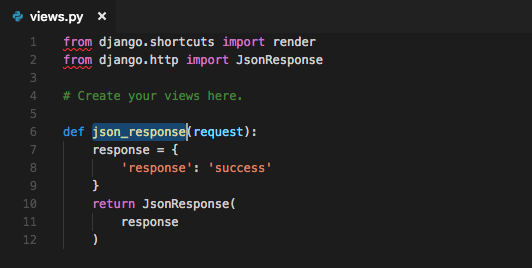 views.py ×
1 from django.shortcuts import render
2 from django.http import JsonResponse
3
4 # Create your views here.
5
6 def json_response(request):
7     response = {
8         'response': 'success'
9     }
10     return JsonResponse(
11         response
12     )